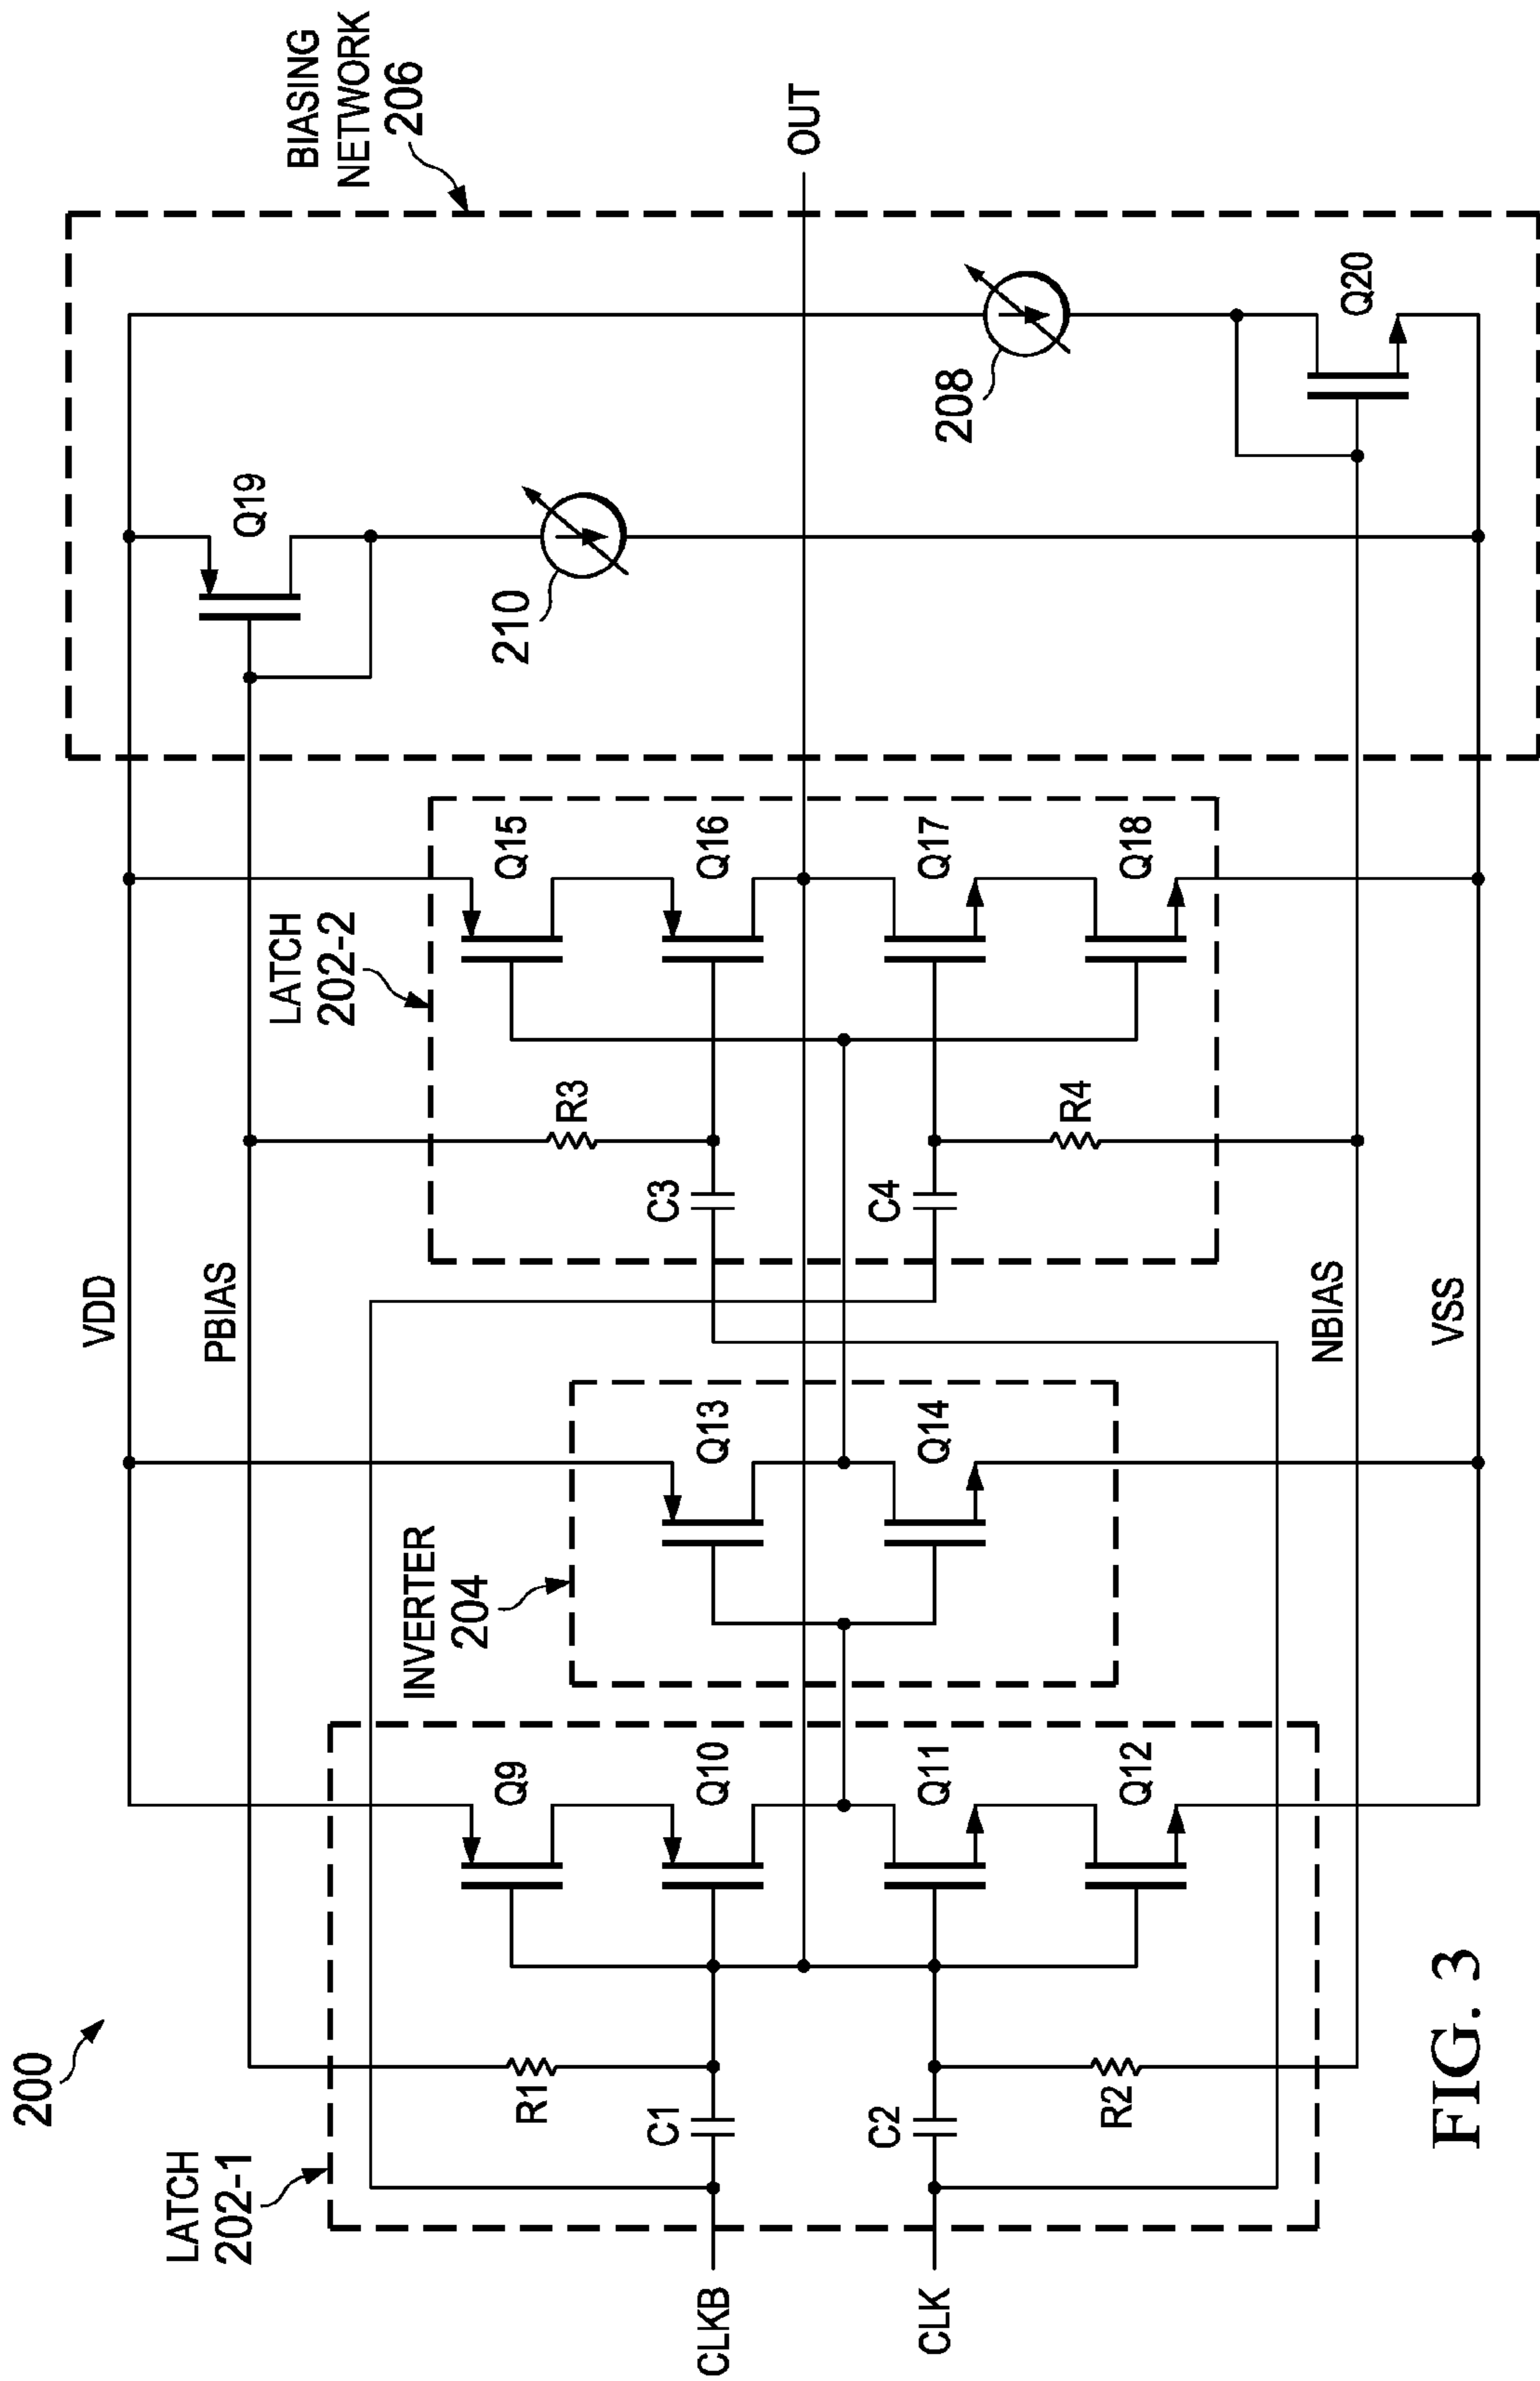 200
BIASING
NETWORK
206
LATCH
202-1
LATCH
202-2
INVERTER
204
VDD
PBIAS
Q19
210
208
Q20
OUT
CLKB
CLK
C1
C2
R1
R2
Q9
Q10
Q11
Q12
Q13
Q14
C3
C4
R3
R4
Q15
Q16
Q17
Q18
NBIAS
VSS
FIG. 3